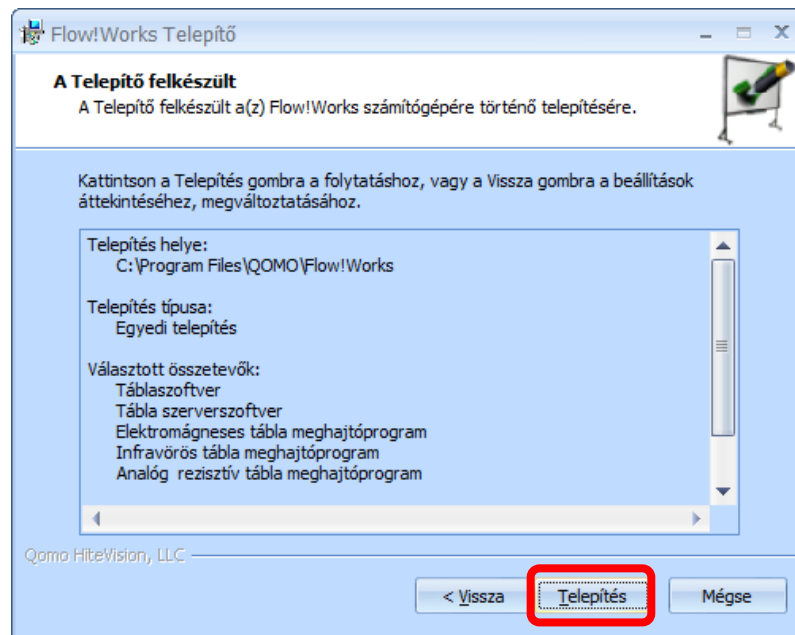 Flow!Works Telepítő
A Telepítő felkészült
A Telepítő felkészült a(z) Flow!Works számítógépére történő telepítésére.
Kattintson a Telepítés gombra a folytatáshoz, vagy a Vissza gombra a beállítások
áttekintéséhez, megváltoztatásához.
Telepítés helye:
C:\Program Files\QOMO\Flow!Works
Telepítés típusa:
Egyedi telepítés
Választott összetevők:
Táblaszoftver
Tábla szerverszoftver
Elektromágneses tábla meghajtóprogram
Infravörös tábla meghajtóprogram
Analóg  rezisztív tábla meghajtóprogram
Qomo HiteVision, LLC
< Vissza
Telepítés
Mégse